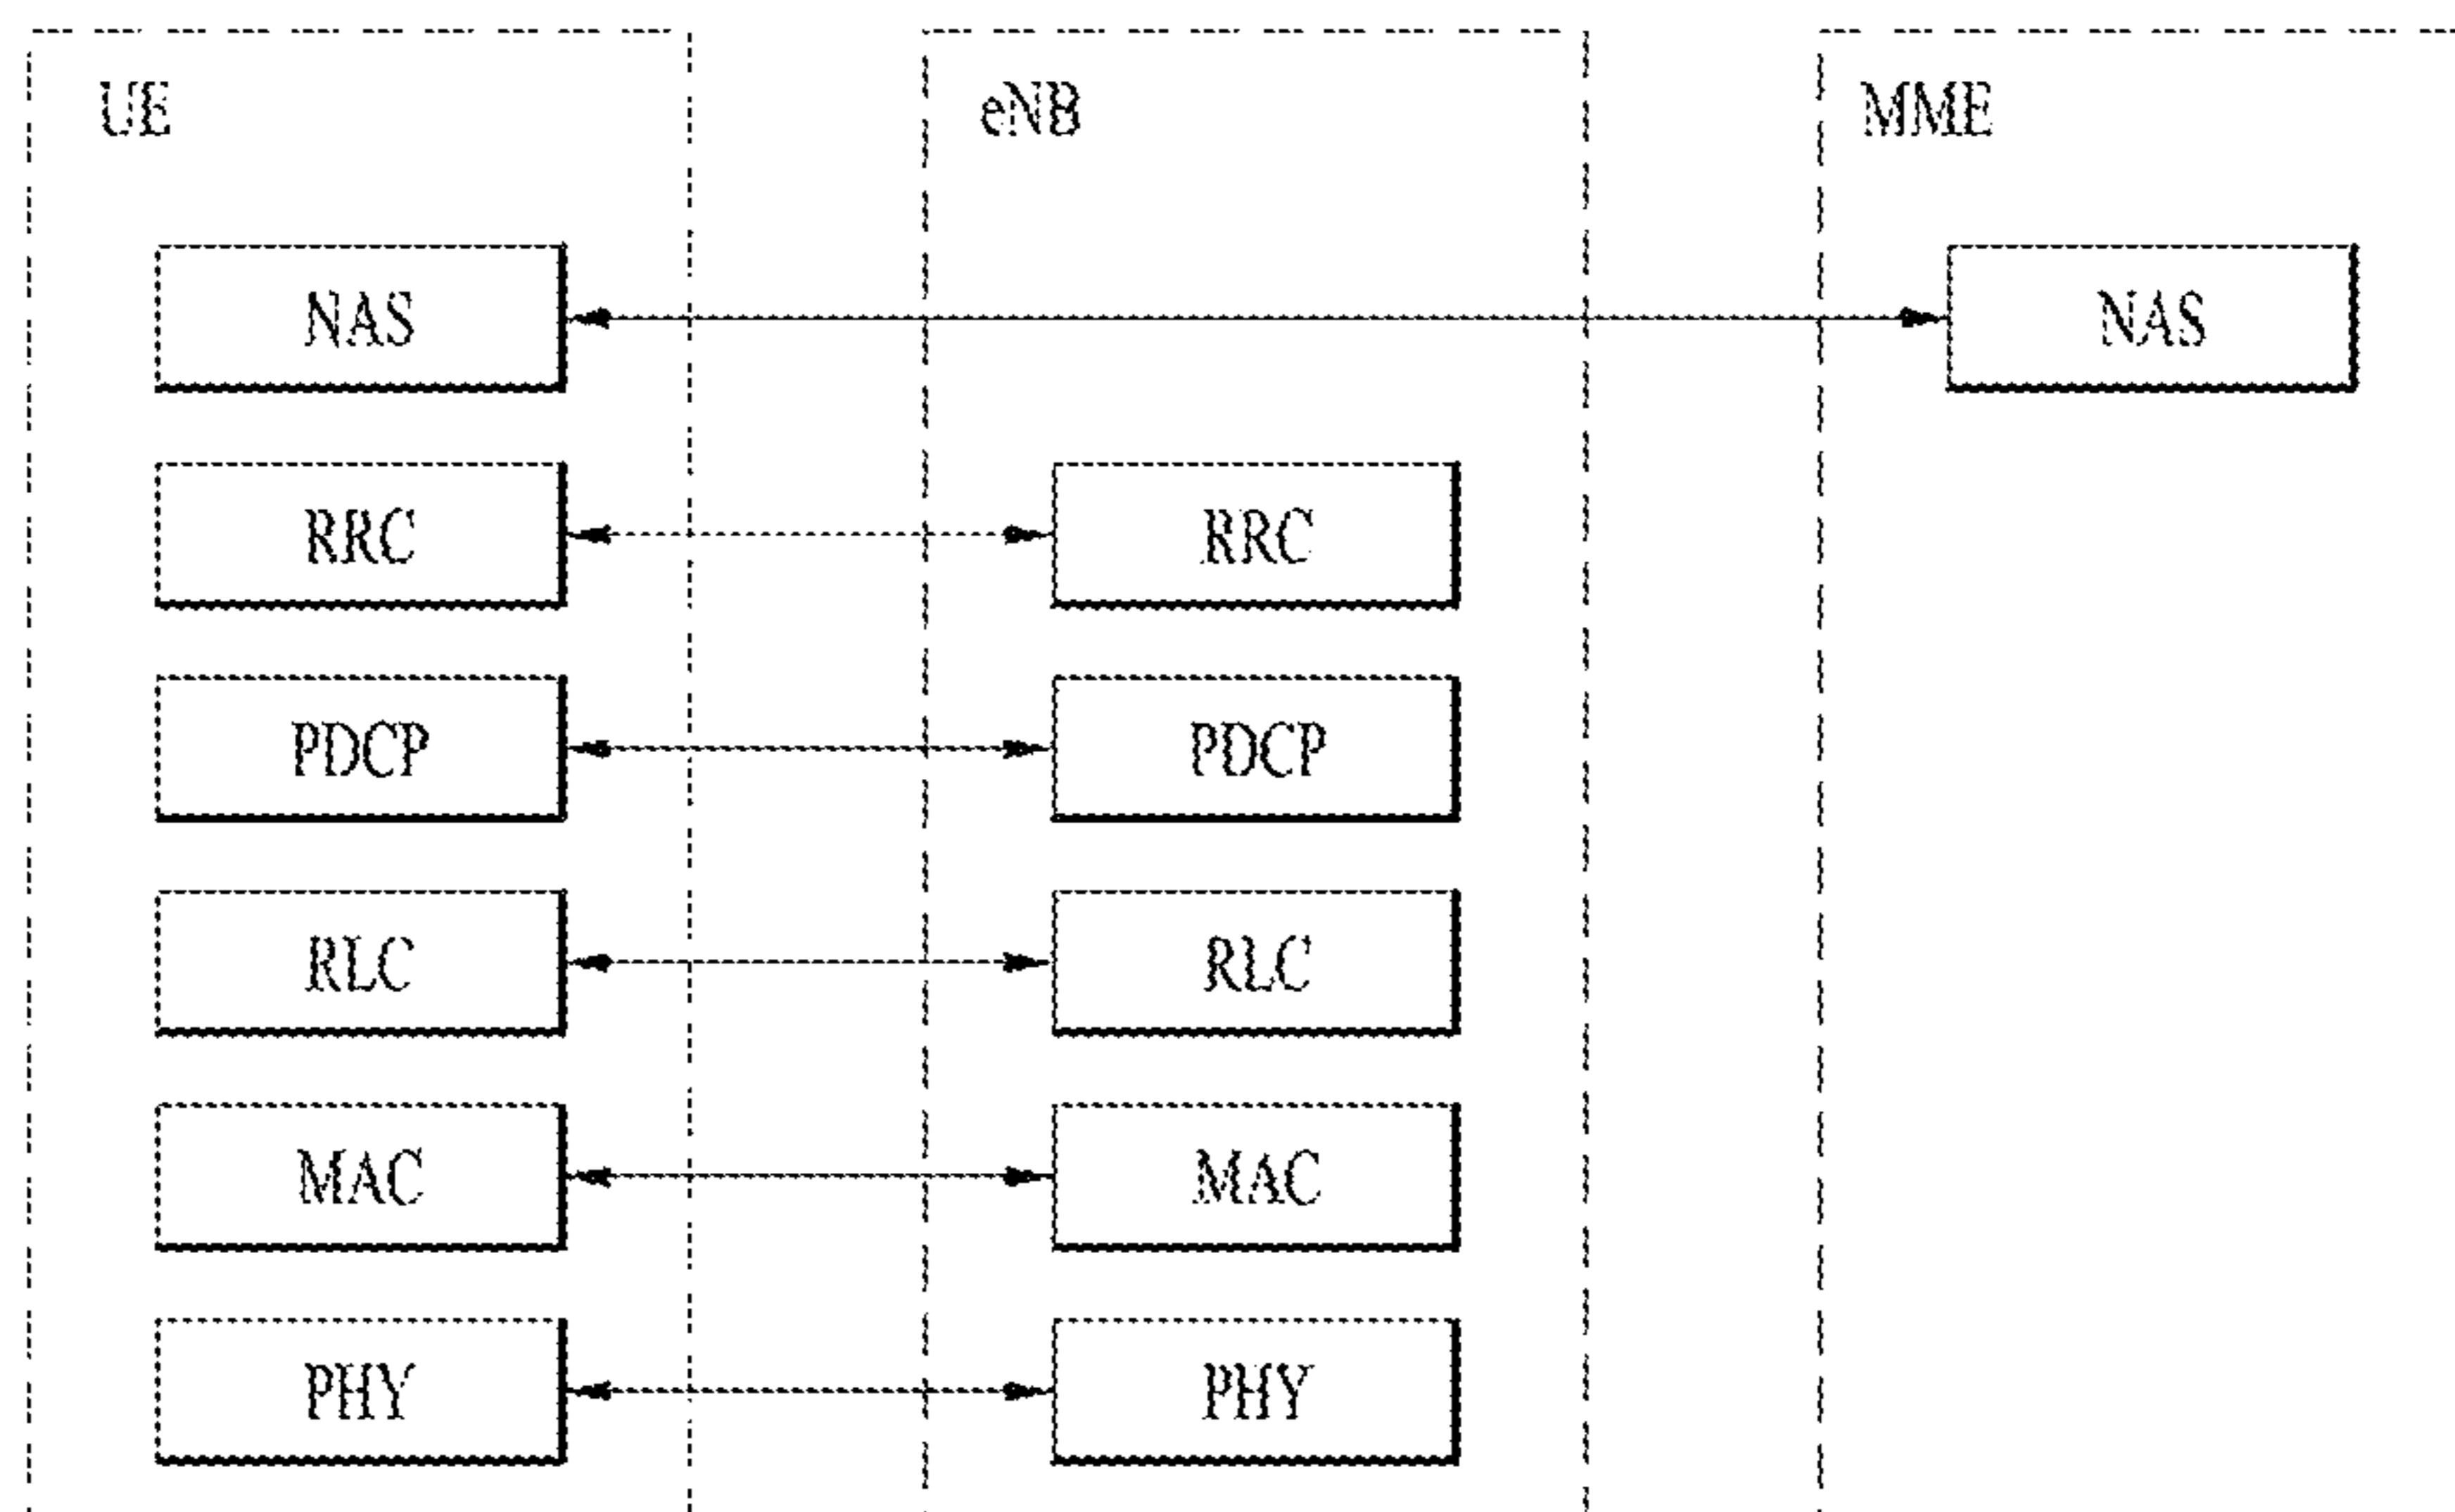 UE eNB MME
NAS NAS
RRC RRC
PDCP PDCP
RLC RLC
MAC MAC
PHY PHY